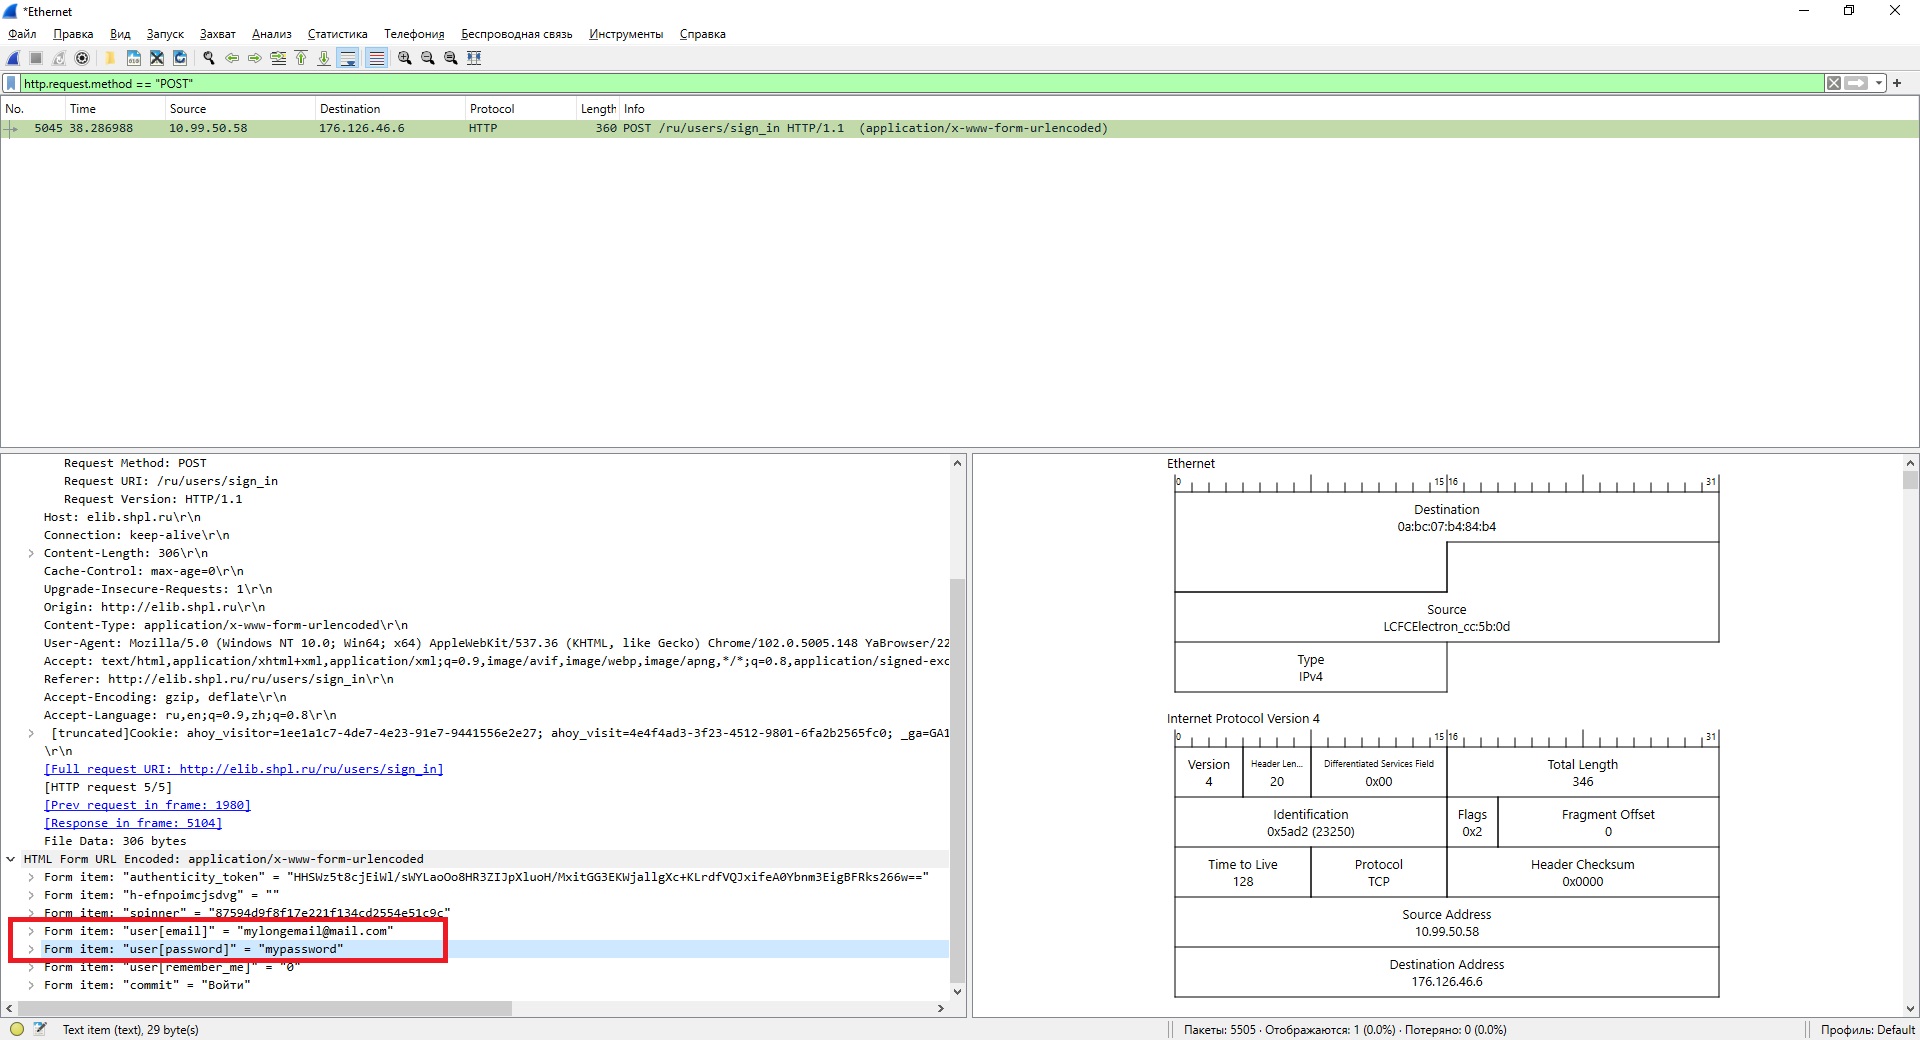 *Ethernet
Файл Правка Вид Запуск Захват Анализ Статистика Телефония Беспроводная связь Инструменты Справка
http.request.method == "POST"
No. Time Source Destination Protocol Length Info
5045 38.286988 10.99.50.58 176.126.46.6 HTTP 360 POST /ru/users/sign_in HTTP/1.1 (application/x-www-form-urlencoded)
Request Method: POST
Request URI: /ru/users/sign_in
Request Version: HTTP/1.1
Host: elib.shpl.ru\r\n
Connection: keep-alive\r\n
Content-Length: 306\r\n
Cache-Control: max-age=0\r\n
Upgrade-Insecure-Requests: 1\r\n
Origin: http://elib.shpl.ru\r\n
Content-Type: application/x-www-form-urlencoded\r\n
User-Agent: Mozilla/5.0 (Windows NT 10.0; Win64; x64) AppleWebKit/537.36 (KHTML, like Gecko) Chrome/102.0.5005.148 YaBrowser/22
Accept: text/html,application/xhtml+xml,application/xml;q=0.9,image/avif,image/webp,image/apng,*/*;q=0.8,application/signed-exc
Referer: http://elib.shpl.ru/ru/users/sign_in\r\n
Accept-Encoding: gzip, deflate\r\n
Accept-Language: ru,en;q=0.9,zh;q=0.8\r\n
[truncated]Cookie: ahoy_visitor=1ee1a1c7-4de7-4e23-91e7-9441556e2e27; ahoy_visit=4e4f4ad3-3f23-4512-9801-6fa2b2565fc0; _ga=GA1
\r\n
[Full request URI: http://elib.shpl.ru/ru/users/sign_in]
[HTTP request 5/5]
[Prev request in frame: 1980]
[Response in frame: 5104]
File Data: 306 bytes
HTML Form URL Encoded: application/x-www-form-urlencoded
Form item: "authenticity_token" = "HHSWz5t8cjEiWl/sWYLaoOo8HR3ZIJpXluoH/MxitGG3EKWjallgXc+KLrdfVQJxifeA0Ybnm3EigBFRks266w=="
Form item: "h-efnpoimcjsdvg" = ""
Form item: "spinner" = "87594d9f8f17e221f134cd2554e51c9c"
Form item: "user[email]" = "mylongemail@mail.com"
Form item: "user[password]" = "mypassword"
Form item: "user[remember_me]" = "0"
Form item: "commit" = "Войти"
Ethernet
0 15 16 31
Destination
0a:bc:07:b4:84:b4
Source
LCFCElectron_cc:5b:0d
Type
IPv4
Internet Protocol Version 4
0 15 16 31
Version Header Len... Differentiated Services Field Total Length
4 20 0x00 346
Identification Flags Fragment Offset
0x5ad2 (23250) 0x2 0
Time to Live Protocol Header Checksum
128 TCP 0x0000
Source Address
10.99.50.58
Destination Address
176.126.46.6
Text item (text), 29 byte(s) Пакеты: 5505 · Отображаются: 1 (0.0%) · Потеряно: 0 (0.0%) Профиль: Default